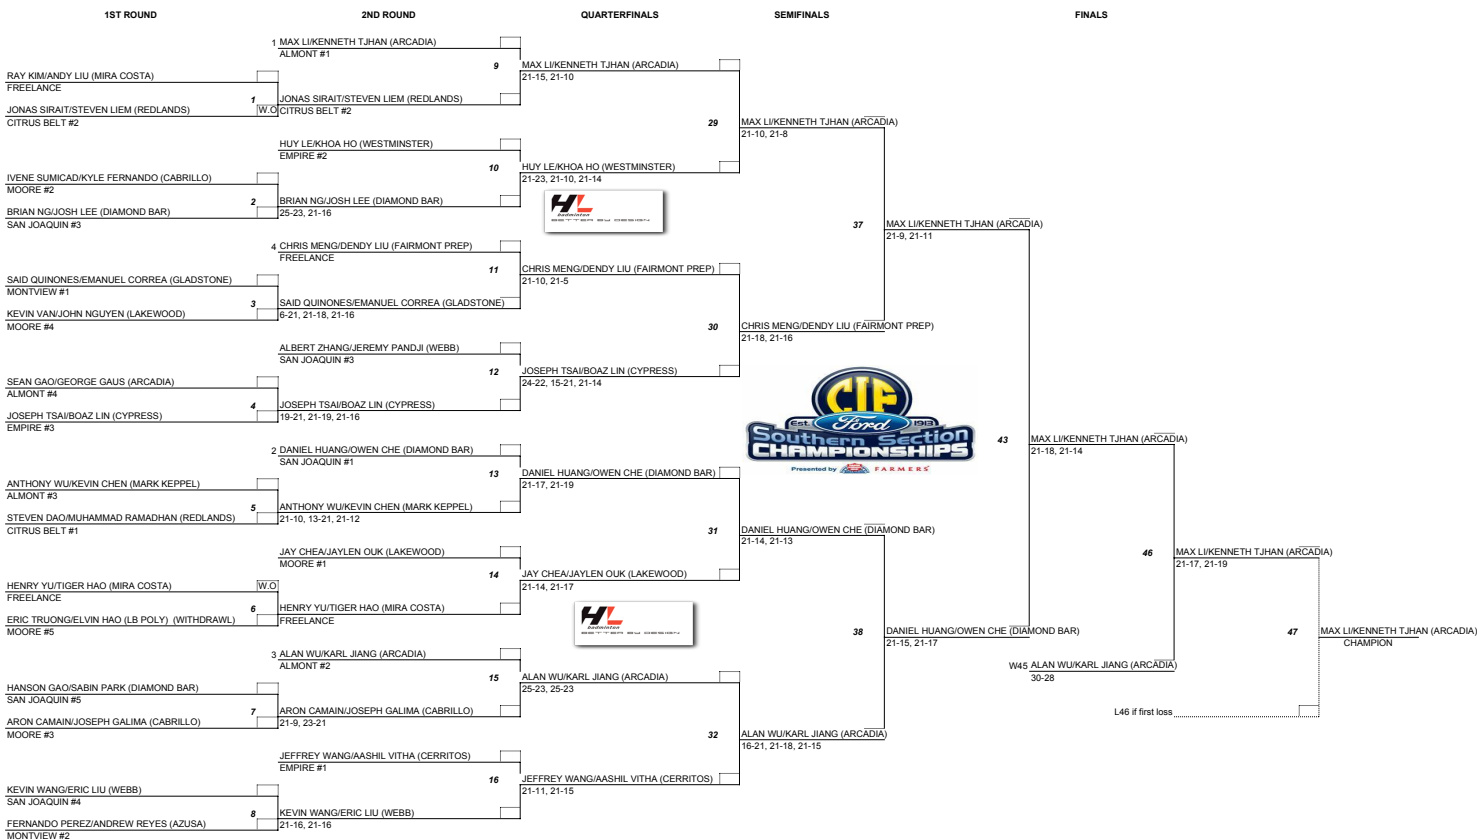 1ST ROUND
2ND ROUND
QUARTERFINALS
SEMIFINALS
FINALS
RAY KIM/ANDY LIU (MIRA COSTA)
FREELANCE
1
JONAS SIRAIT/STEVEN LIEM (REDLANDS)
W.O
CITRUS BELT #2
IVENE SUMICAD/KYLE FERNANDO (CABRILLO)
MOORE #2
2
BRIAN NG/JOSH LEE (DIAMOND BAR)
SAN JOAQUIN #3
SAID QUINONES/EMANUEL CORREA (GLADSTONE)
MONTVIEW #1
3
KEVIN VAN/JOHN NGUYEN (LAKEWOOD)
MOORE #4
SEAN GAO/GEORGE GAUS (ARCADIA)
ALMONT #4
4
JOSEPH TSAI/BOAZ LIN (CYPRESS)
EMPIRE #3
ANTHONY WU/KEVIN CHEN (MARK KEPPEL)
ALMONT #3
5
STEVEN DAO/MUHAMMAD RAMADHAN (REDLANDS)
CITRUS BELT #1
HENRY YU/TIGER HAO (MIRA COSTA)
W.O
FREELANCE
6
ERIC TRUONG/ELVIN HAO (LB POLY) (WITHDRAWL)
MOORE #5
HANSON GAO/SABIN PARK (DIAMOND BAR)
SAN JOAQUIN #5
7
ARON CAMAIN/JOSEPH GALIMA (CABRILLO)
MOORE #3
KEVIN WANG/ERIC LIU (WEBB)
SAN JOAQUIN #4
8
FERNANDO PEREZ/ANDREW REYES (AZUSA)
MONTVIEW #2
1 MAX LI/KENNETH TJHAN (ARCADIA)
ALMONT #1
9
JONAS SIRAIT/STEVEN LIEM (REDLANDS)
CITRUS BELT #2
HUY LE/KHOA HO (WESTMINSTER)
EMPIRE #2
10
BRIAN NG/JOSH LEE (DIAMOND BAR)
25-23, 21-16
4 CHRIS MENG/DENDY LIU (FAIRMONT PREP)
FREELANCE
11
SAID QUINONES/EMANUEL CORREA (GLADSTONE)
6-21, 21-18, 21-16
ALBERT ZHANG/JEREMY PANDJI (WEBB)
SAN JOAQUIN #3
12
JOSEPH TSAI/BOAZ LIN (CYPRESS)
19-21, 21-19, 21-16
2 DANIEL HUANG/OWEN CHE (DIAMOND BAR)
SAN JOAQUIN #1
13
ANTHONY WU/KEVIN CHEN (MARK KEPPEL)
21-10, 13-21, 21-12
JAY CHEA/JAYLEN OUK (LAKEWOOD)
MOORE #1
14
HENRY YU/TIGER HAO (MIRA COSTA)
FREELANCE
3 ALAN WU/KARL JIANG (ARCADIA)
ALMONT #2
15
ARON CAMAIN/JOSEPH GALIMA (CABRILLO)
21-9, 23-21
JEFFREY WANG/AASHIL VITHA (CERRITOS)
EMPIRE #1
16
KEVIN WANG/ERIC LIU (WEBB)
21-16, 21-16
MAX LI/KENNETH TJHAN (ARCADIA)
21-15, 21-10
29
HUY LE/KHOA HO (WESTMINSTER)
21-23, 21-10, 21-14
HL
badminton
BETTER BY DESIGN
CHRIS MENG/DENDY LIU (FAIRMONT PREP)
21-10, 21-5
30
JOSEPH TSAI/BOAZ LIN (CYPRESS)
24-22, 15-21, 21-14
DANIEL HUANG/OWEN CHE (DIAMOND BAR)
21-17, 21-19
31
JAY CHEA/JAYLEN OUK (LAKEWOOD)
21-14, 21-17
HL
badminton
BETTER BY DESIGN
ALAN WU/KARL JIANG (ARCADIA)
25-23, 25-23
32
JEFFREY WANG/AASHIL VITHA (CERRITOS)
21-11, 21-15
MAX LI/KENNETH TJHAN (ARCADIA)
21-10, 21-8
37
CHRIS MENG/DENDY LIU (FAIRMONT PREP)
21-18, 21-16
CIF
Est. Ford 1913
Southern Section
CHAMPIONSHIPS
Presented by FARMERS
DANIEL HUANG/OWEN CHE (DIAMOND BAR)
21-14, 21-13
38
ALAN WU/KARL JIANG (ARCADIA)
16-21, 21-18, 21-15
MAX LI/KENNETH TJHAN (ARCADIA)
21-9, 21-11
43
DANIEL HUANG/OWEN CHE (DIAMOND BAR)
21-15, 21-17
MAX LI/KENNETH TJHAN (ARCADIA)
21-18, 21-14
46
W45 ALAN WU/KARL JIANG (ARCADIA)
30-28
MAX LI/KENNETH TJHAN (ARCADIA)
21-17, 21-19
47
L46 if first loss
MAX LI/KENNETH TJHAN (ARCADIA)
CHAMPION